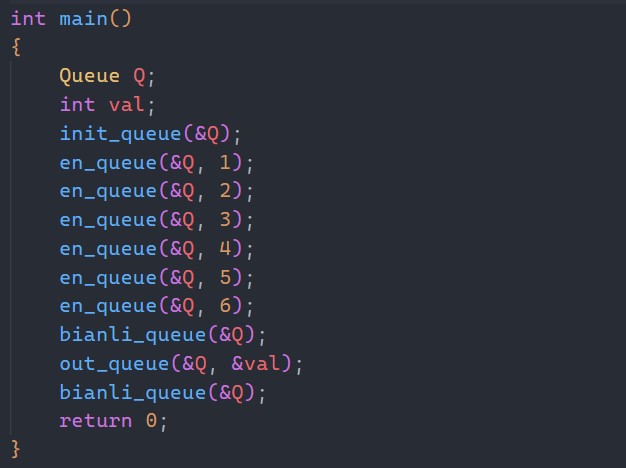 int main()
{
    Queue Q;
    int val;
    init_queue(&Q);
    en_queue(&Q, 1);
    en_queue(&Q, 2);
    en_queue(&Q, 3);
    en_queue(&Q, 4);
    en_queue(&Q, 5);
    en_queue(&Q, 6);
    bianli_queue(&Q);
    out_queue(&Q, &val);
    bianli_queue(&Q);
    return 0;
}